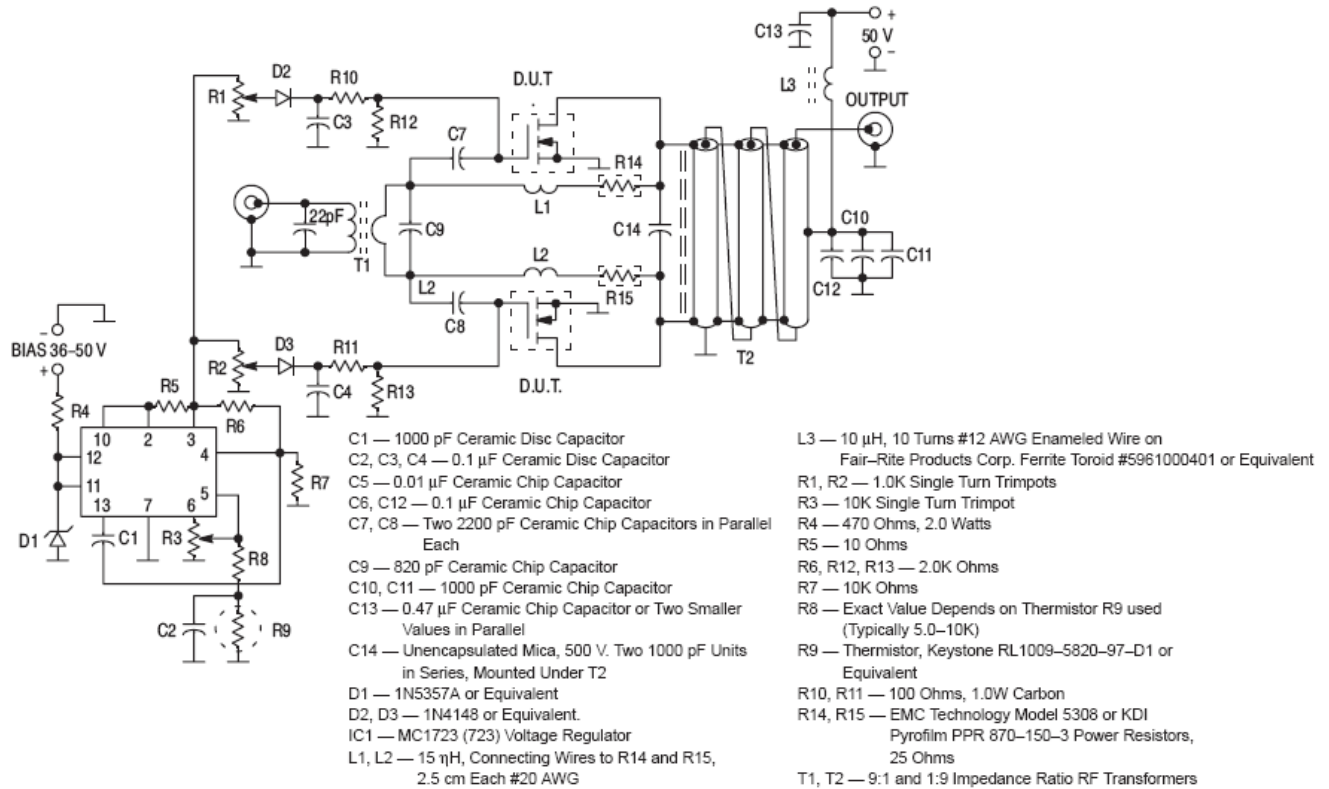 C13
+
50 V
−
D2
R10
D.U.T
L3
R1
OUTPUT
C3
R12
C7
R14
22pF
C9
L1
C14
C10
T1
L2
C11
L2
R15
C12
C8
−
BIAS 36–50 V
+
D3
R11
T2
R2
D.U.T.
R5
C4
R13
R4
R6
10 2 3
12
4
11
5
R7
13 7 6
D1
C1
R3
R8
C2
R9
C1 — 1000 pF Ceramic Disc Capacitor
C2, C3, C4 — 0.1 µF Ceramic Disc Capacitor
C5 — 0.01 µF Ceramic Chip Capacitor
C6, C12 — 0.1 µF Ceramic Chip Capacitor
C7, C8 — Two 2200 pF Ceramic Chip Capacitors in Parallel
Each
C9 — 820 pF Ceramic Chip Capacitor
C10, C11 — 1000 pF Ceramic Chip Capacitor
C13 — 0.47 µF Ceramic Chip Capacitor or Two Smaller
Values in Parallel
C14 — Unencapsulated Mica, 500 V. Two 1000 pF Units
in Series, Mounted Under T2
D1 — 1N5357A or Equivalent
D2, D3 — 1N4148 or Equivalent.
IC1 — MC1723 (723) Voltage Regulator
L1, L2 — 15 ηH, Connecting Wires to R14 and R15,
2.5 cm Each #20 AWG
L3 — 10 µH, 10 Turns #12 AWG Enameled Wire on
Fair–Rite Products Corp. Ferrite Toroid #5961000401 or Equivalent
R1, R2 — 1.0K Single Turn Trimpots
R3 — 10K Single Turn Trimpot
R4 — 470 Ohms, 2.0 Watts
R5 — 10 Ohms
R6, R12, R13 — 2.0K Ohms
R7 — 10K Ohms
R8 — Exact Value Depends on Thermistor R9 used
(Typically 5.0–10K)
R9 — Thermistor, Keystone RL1009–5820–97–D1 or
Equivalent
R10, R11 — 100 Ohms, 1.0W Carbon
R14, R15 — EMC Technology Model 5308 or KDI
Pyrofilm PPR 870–150–3 Power Resistors,
25 Ohms
T1, T2 — 9:1 and 1:9 Impedance Ratio RF Transformers